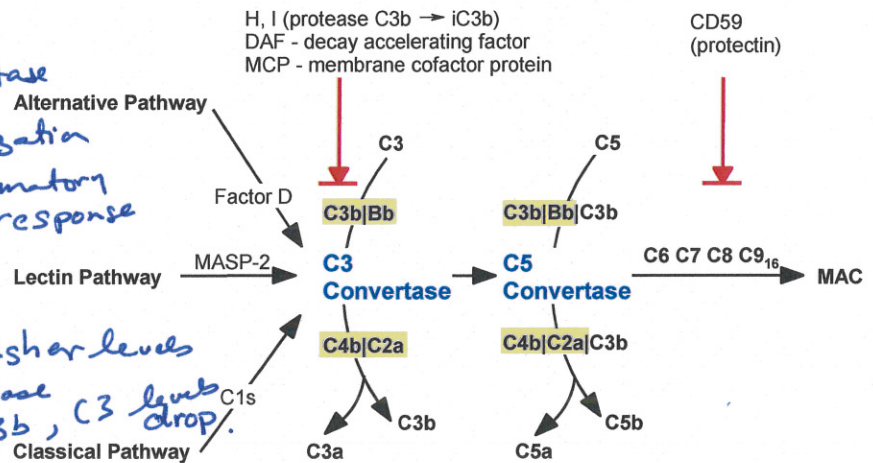 H, I (protease C3b → iC3b)
DAF - decay accelerating factor
MCP - membrane cofactor protein
CD59
(protectin)
Alternative Pathway
response
C3
C5
Factor D
C3b|Bb
C3b|Bb|C3b
Lectin Pathway
MASP-2
C3
Convertase
C5
Convertase
C6 C7 C8 C9₁₆
MAC
levels
C4b|C2a
C4b|C2a|C3b
, C3 levels
drop.
C1s
C3b
C5b
Classical Pathway
C3a
C5a